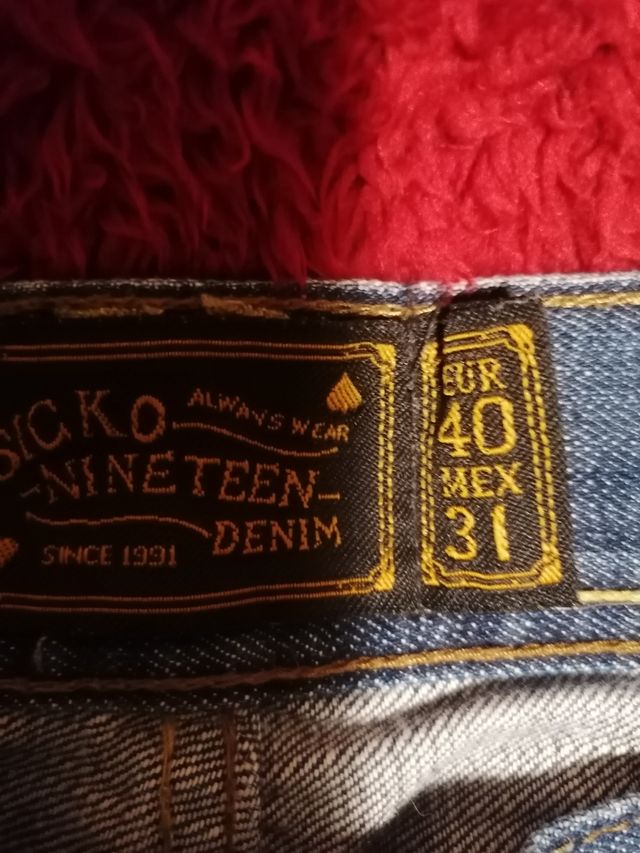 SICKO
ALWAYS WEAR
NINETEEN
DENIM
SINCE 1991
EUR
40
MEX
31